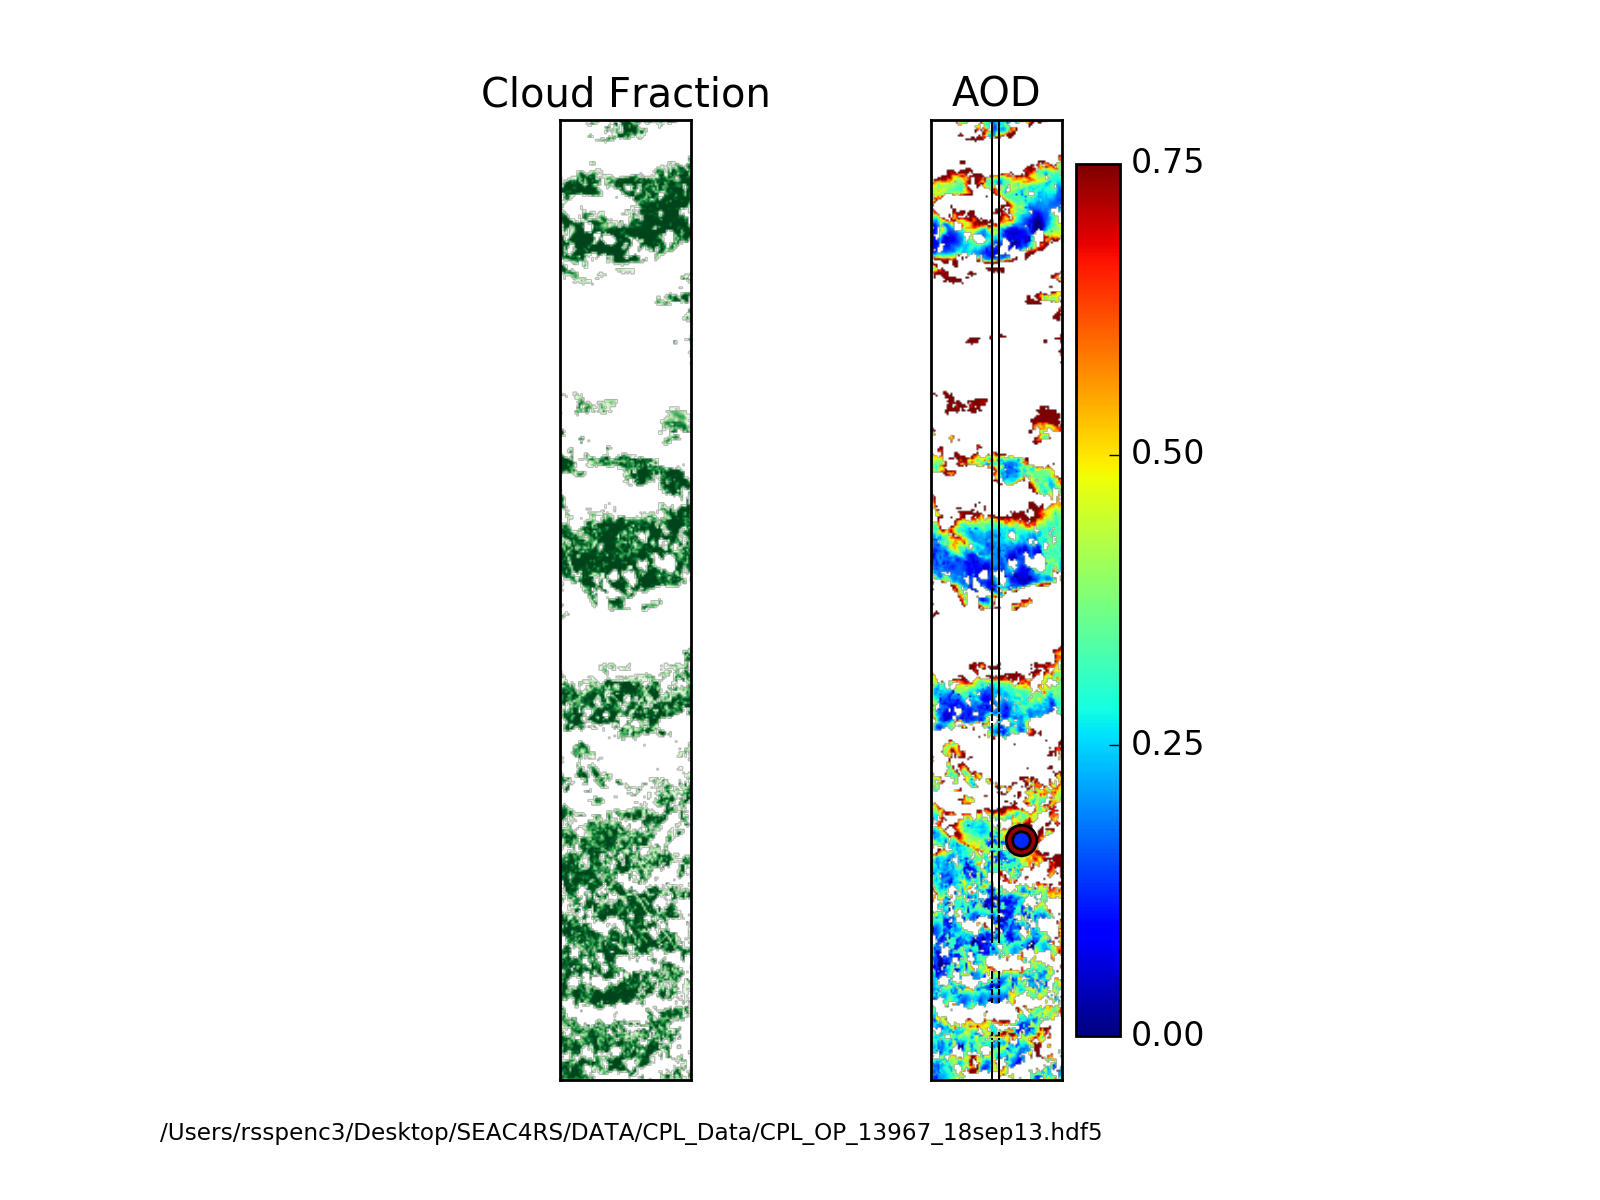 Cloud Fraction
AOD
0.75
0.50
0.25
0.00
/Users/rsspenc3/Desktop/SEAC4RS/DATA/CPL_Data/CPL_OP_13967_18sep13.hdf5